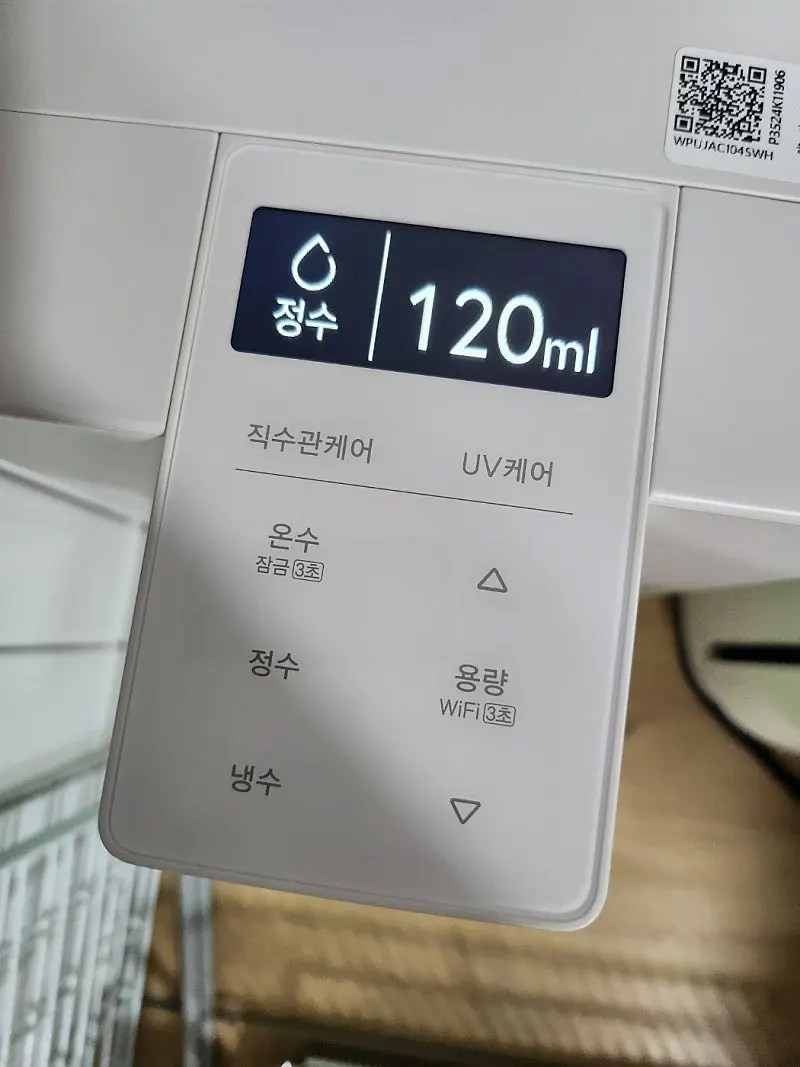 WPUJAC104SWH
P3524K11906
정수
120ml
직수관케어
UV케어
온수
잠금 3초
정수
용량
WiFi 3초
냉수